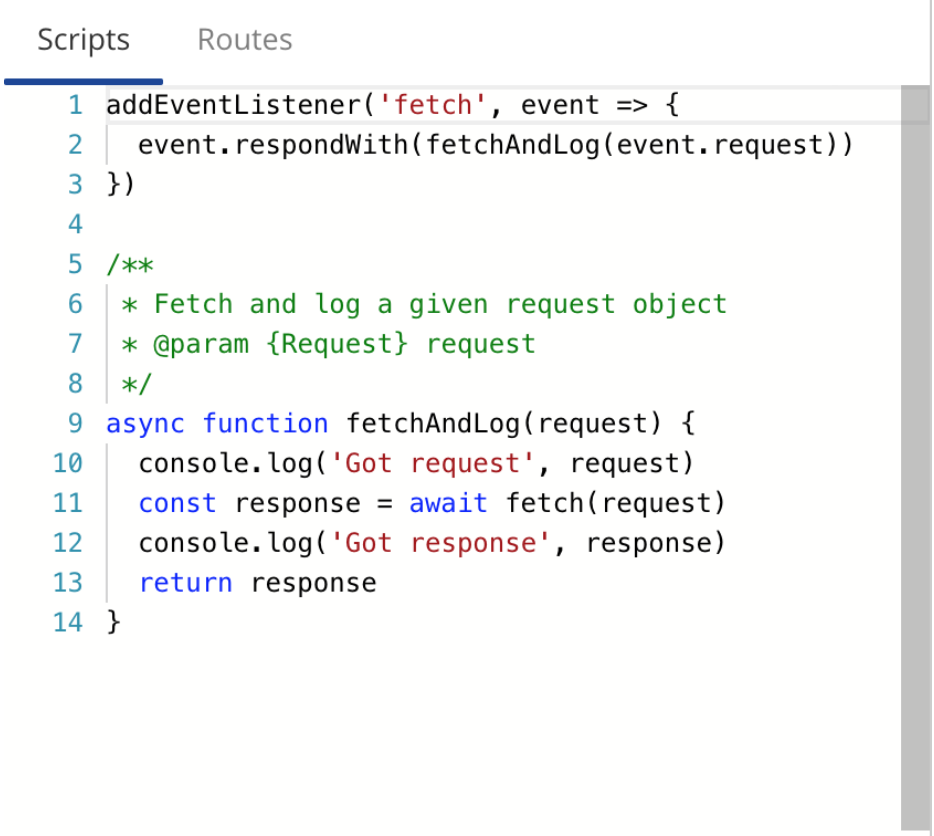 Scripts Routes
1 addEventListener('fetch', event => {
2   event.respondWith(fetchAndLog(event.request))
3 })
4
5 /**
6  * Fetch and log a given request object
7  * @param {Request} request
8  */
9 async function fetchAndLog(request) {
10   console.log('Got request', request)
11   const response = await fetch(request)
12   console.log('Got response', response)
13   return response
14 }